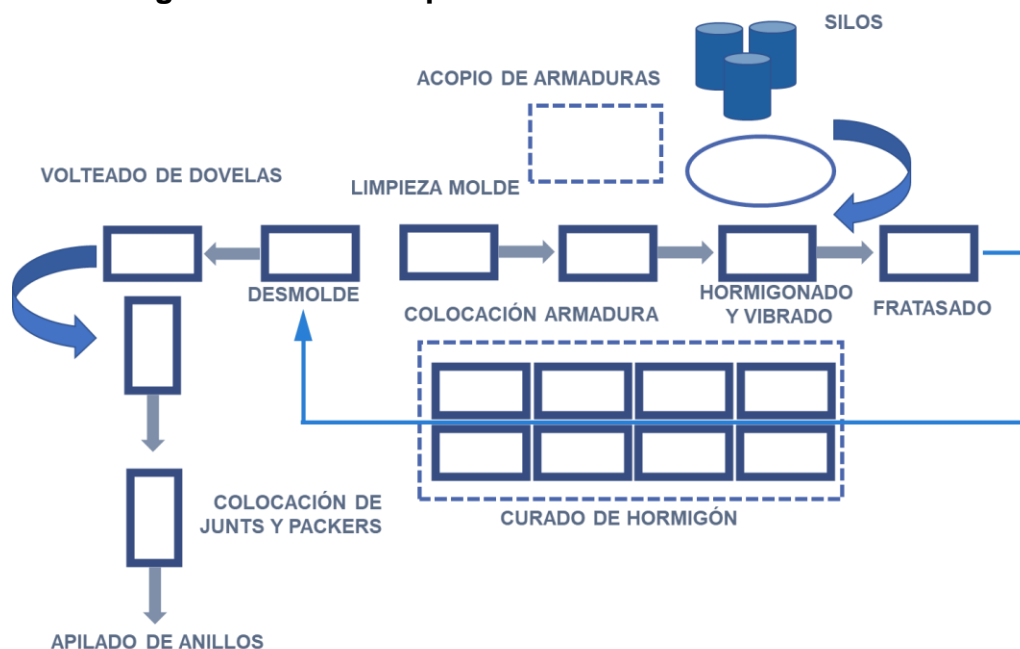 SILOS
ACOPIO DE ARMADURAS
VOLTEADO DE DOVELAS
LIMPIEZA MOLDE
DESMOLDE
COLOCACIÓN ARMADURA
HORMIGONADO
Y VIBRADO
FRATASADO
COLOCACIÓN DE
JUNTS Y PACKERS
CURADO DE HORMIGÓN
APILADO DE ANILLOS